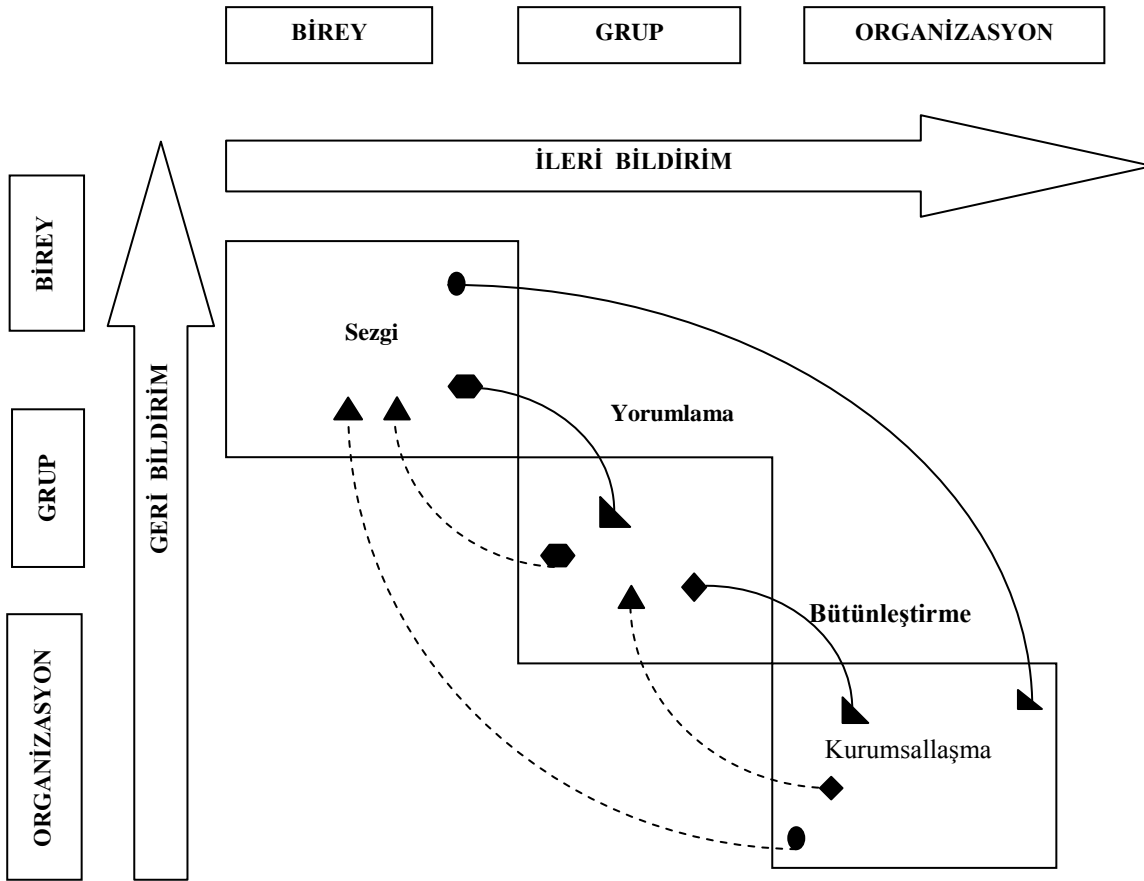 BİREY
GRUP
ORGANİZASYON
İLERİ BİLDİRİM
BİREY
GRUP
ORGANİZASYON
GERİ BİLDİRİM
Sezgi
Yorumlama
Bütünleştirme
Kurumsallaşma